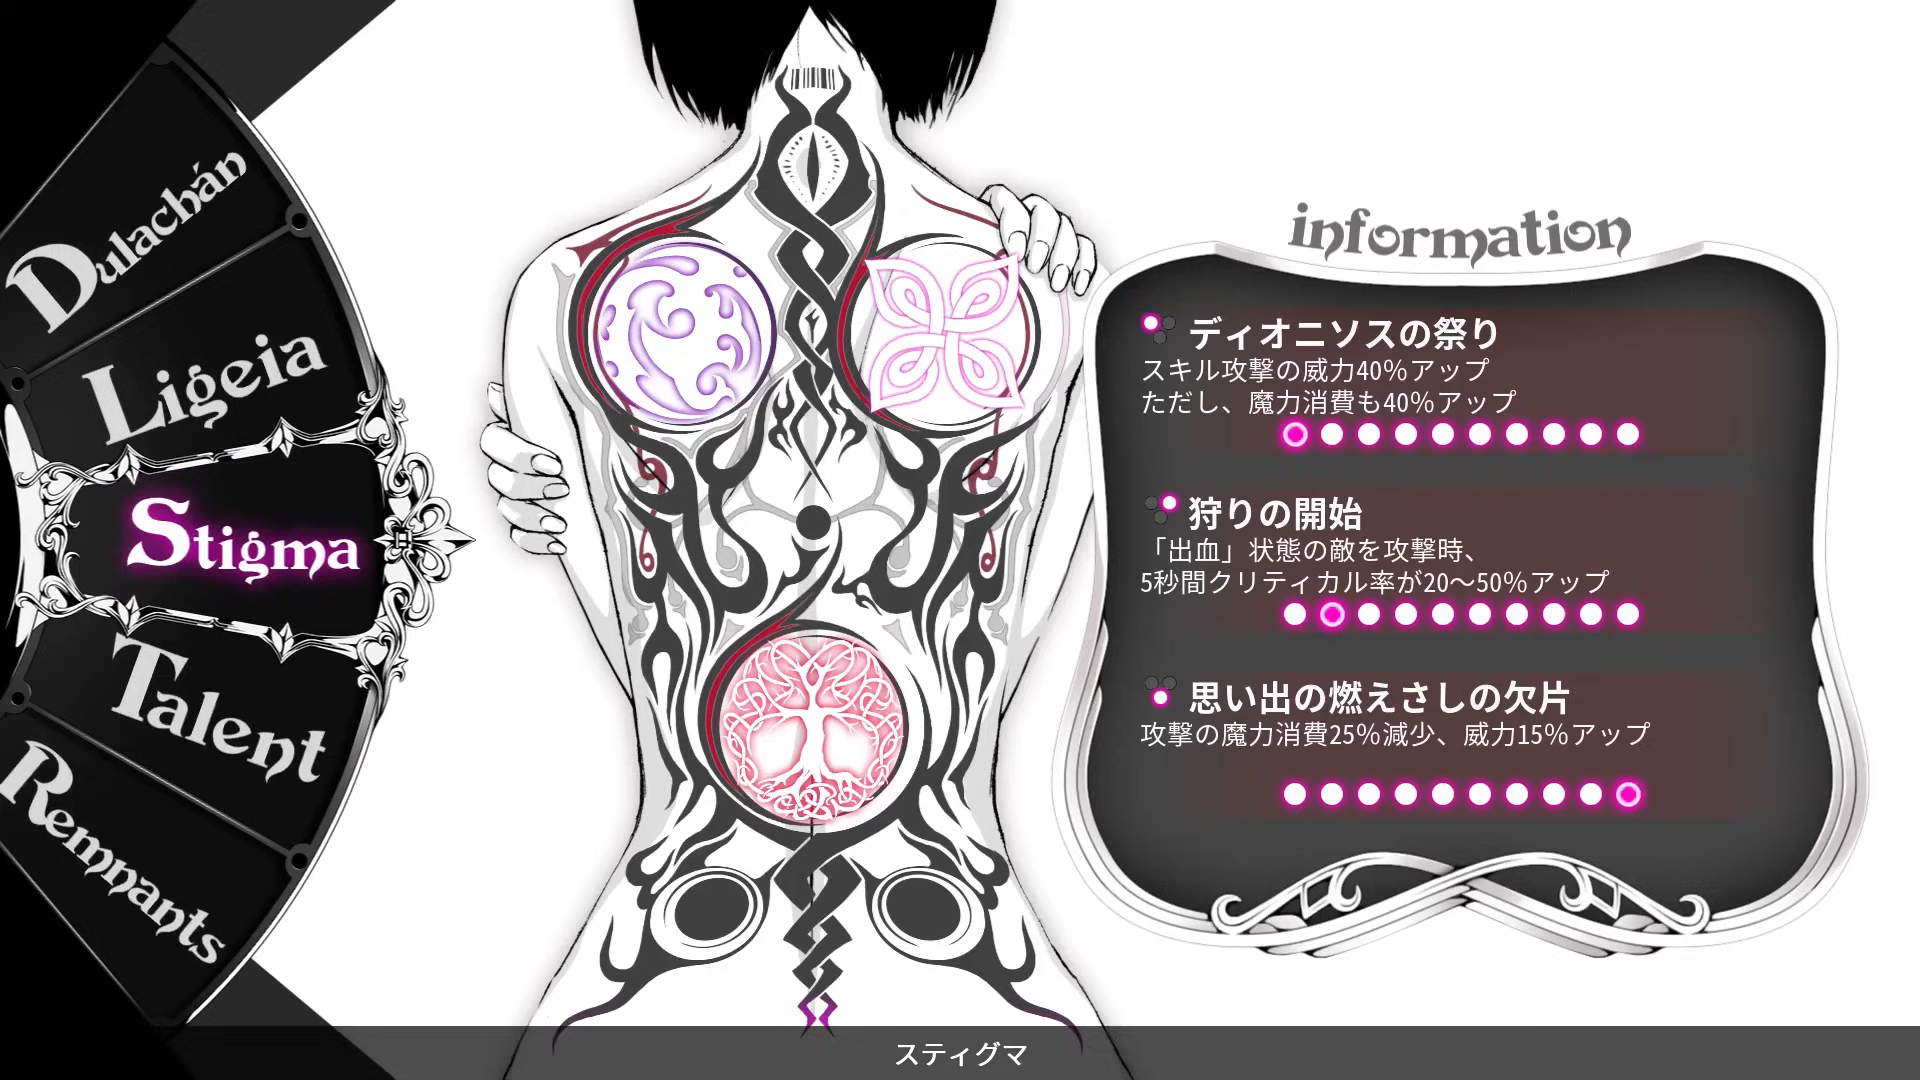 Dulachán
Ligeia
Stigma
Talent
Remnants
information
ディオニソスの祭り
スキル攻撃の威力40%アップ
ただし、魔力消費も40%アップ
狩りの開始
「出血」状態の敵を攻撃時、
5秒間クリティカル率が20～50%アップ
思い出の燃えさしの欠片
攻撃の魔力消費25%減少、威力15%アップ
スティグマ